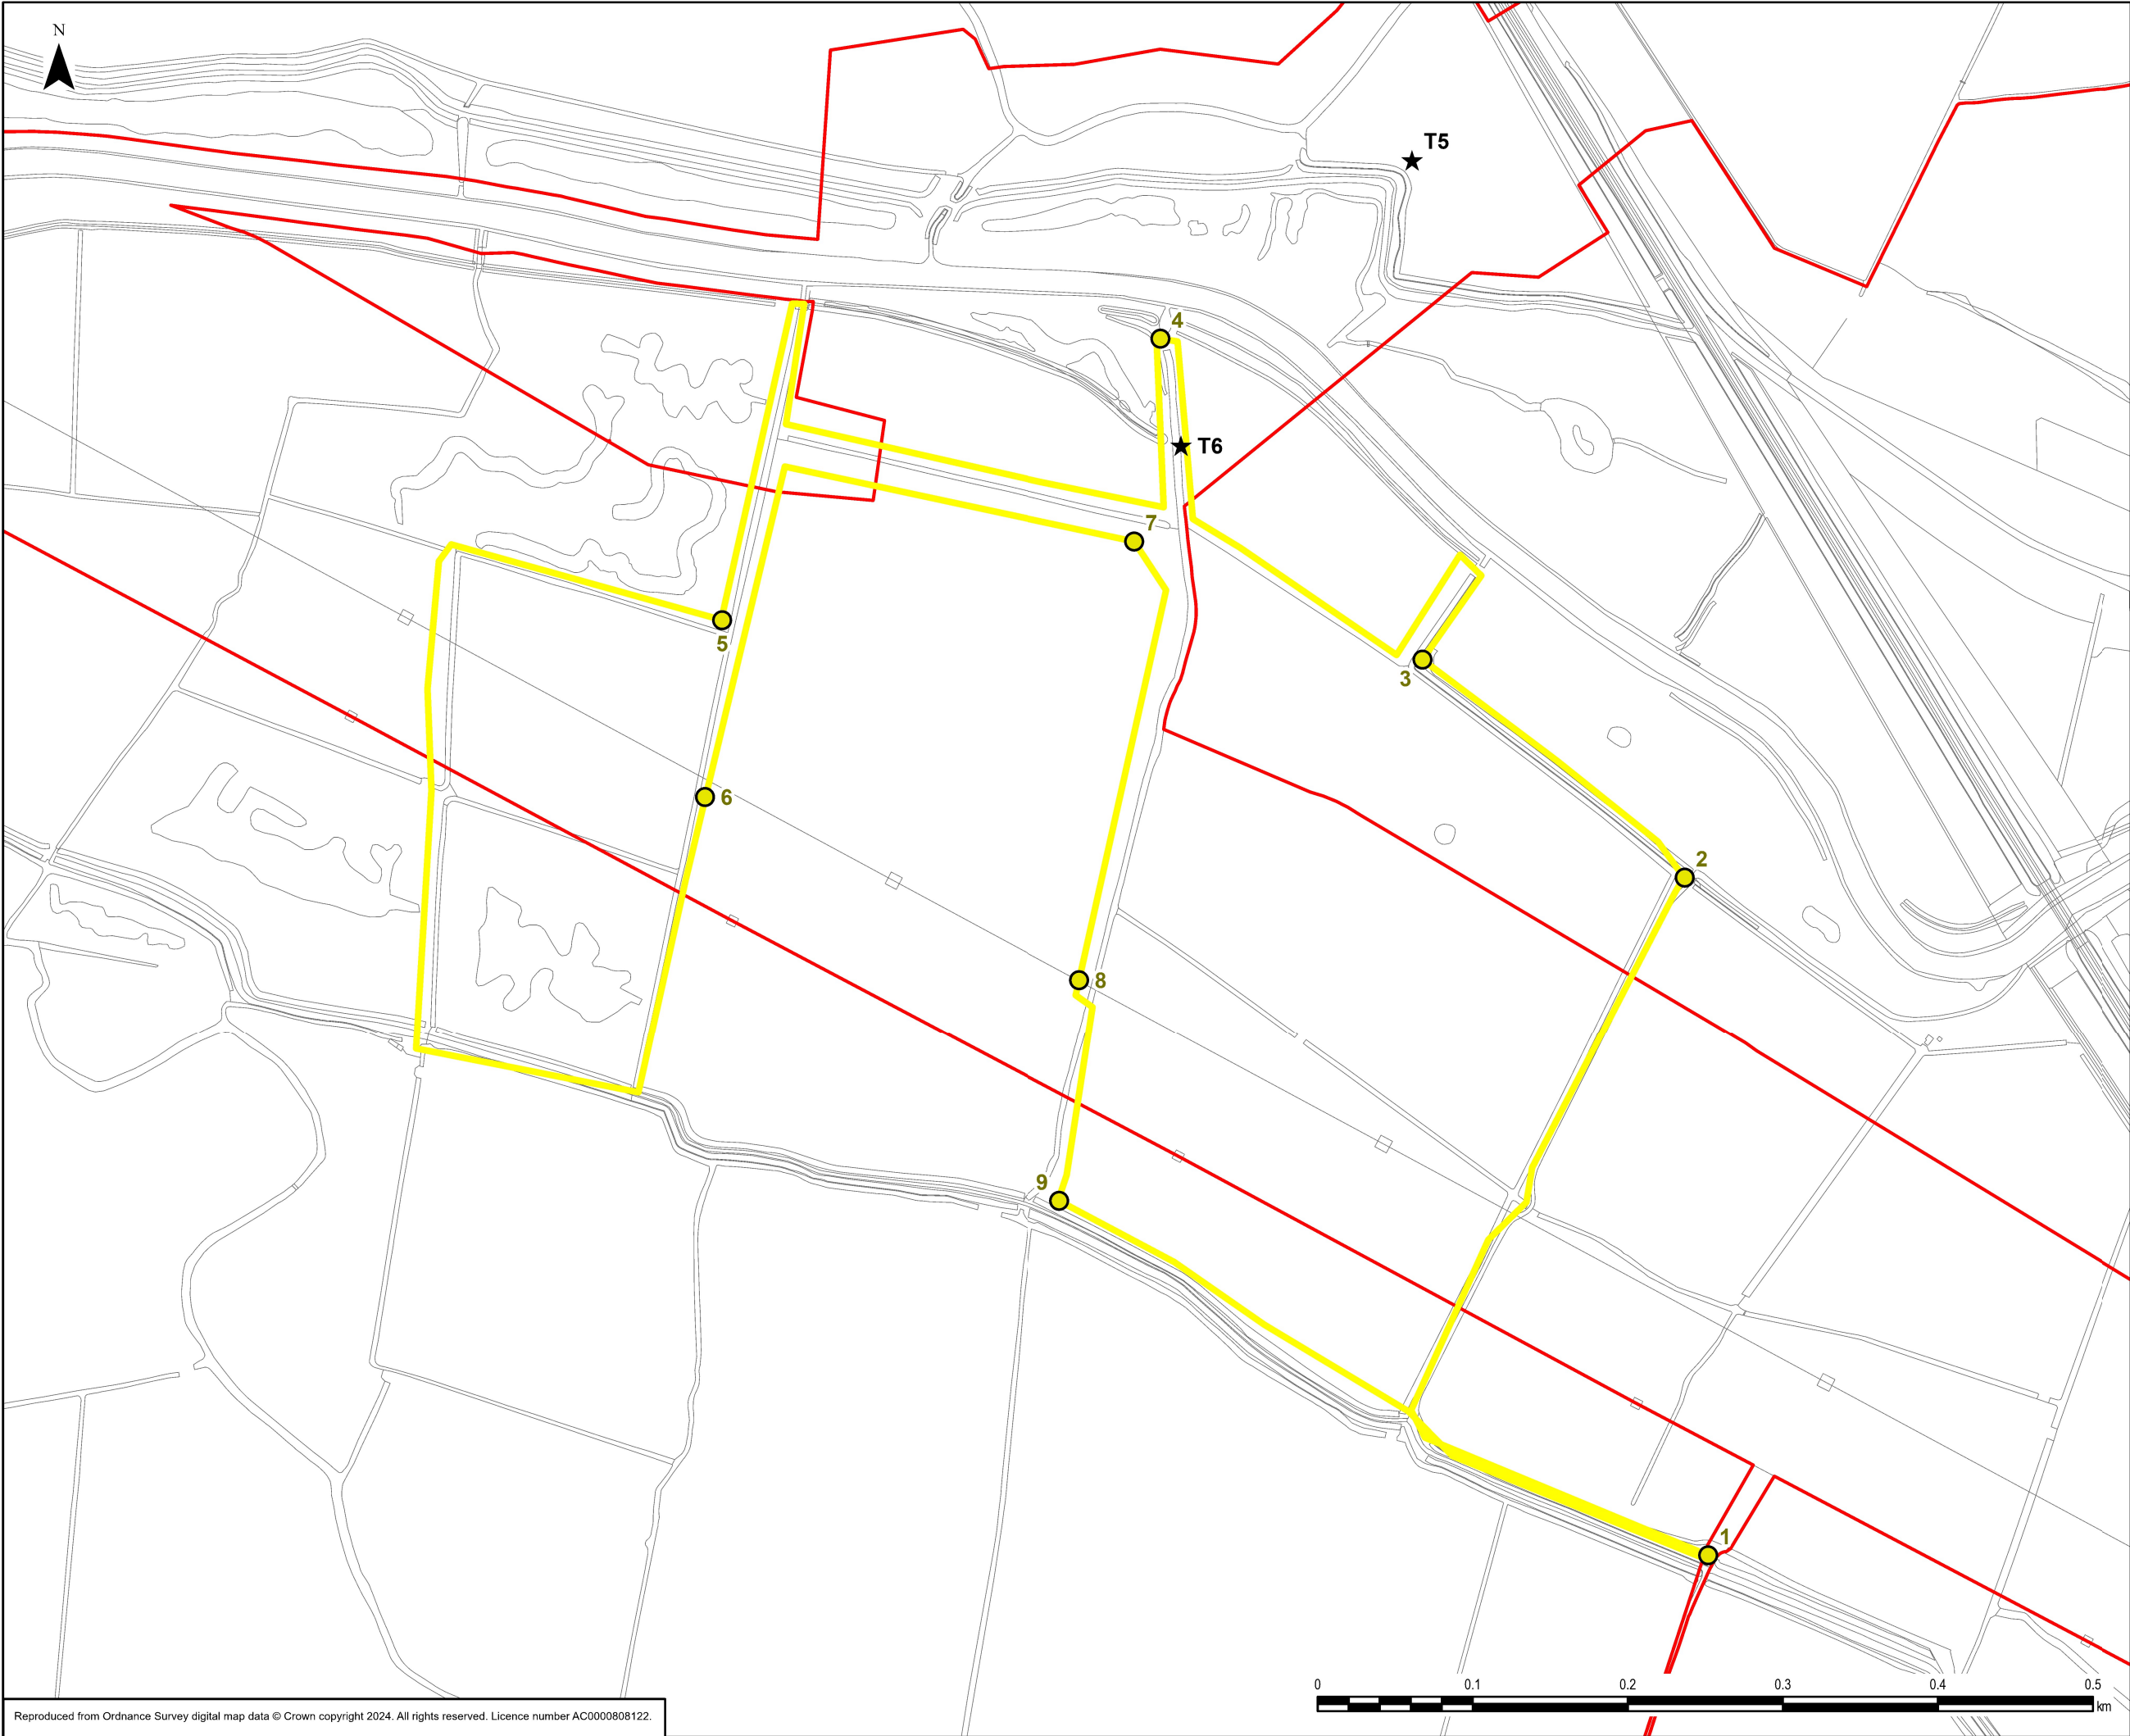 N
T5
4
T6
7
5
3
6
2
8
9
1
0 0.1 0.2 0.3 0.4 0.5
km
Reproduced from Ordnance Survey digital map data © Crown copyright 2024. All rights reserved. Licence number AC0000808122.